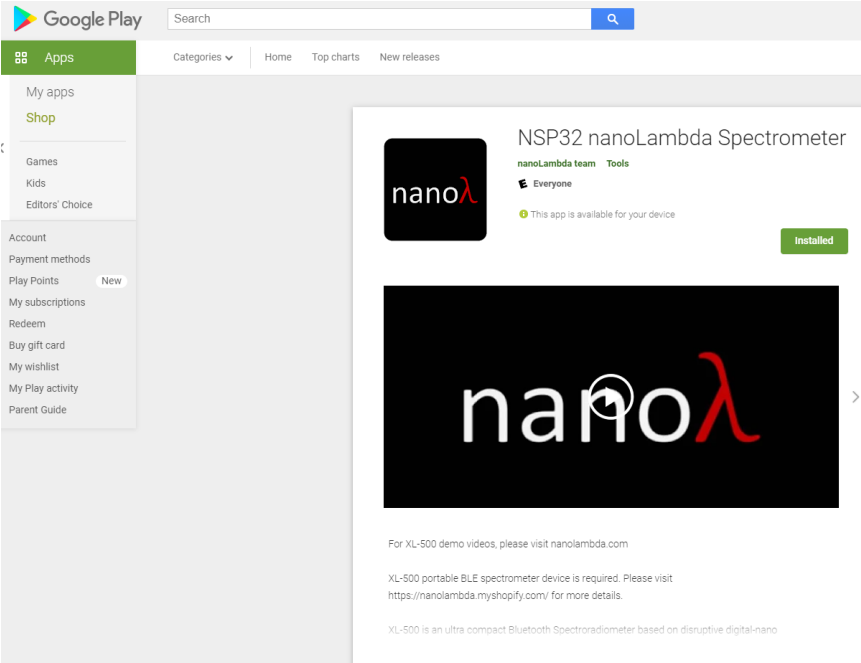 Google Play
Search
Apps
Categories
Home
Top charts
New releases
My apps
Shop
Games
Kids
Editors' Choice
Account
Payment methods
Play Points New
My subscriptions
Redeem
Buy gift card
My wishlist
My Play activity
Parent Guide
nanoλ
NSP32 nanoLambda Spectrometer
nanoLambda team Tools
E Everyone
This app is available for your device
Installed
nanoλ
For XL-500 demo videos, please visit nanolambda.com
XL-500 portable BLE spectrometer device is required. Please visit
https://nanolambda.myshopify.com/ for more details.
XL-500 is an ultra compact Bluetooth Spectroradiometer based on disruptive digital-nano